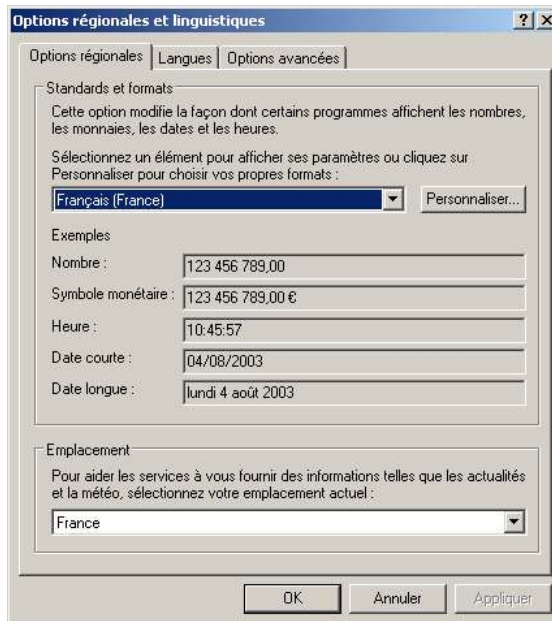 Options régionales et linguistiques
Options régionales Langues Options avancées
Standards et formats
Cette option modifie la façon dont certains programmes affichent les nombres,
les monnaies, les dates et les heures.
Sélectionnez un élément pour afficher ses paramètres ou cliquez sur
Personnaliser pour choisir vos propres formats :
Français (France) Personnaliser...
Exemples
Nombre : 123 456 789,00
Symbole monétaire : 123 456 789,00 €
Heure : 10:45:57
Date courte : 04/08/2003
Date longue : lundi 4 août 2003
Emplacement
Pour aider les services à vous fournir des informations telles que les actualités
et la météo, sélectionnez votre emplacement actuel :
France
OK Annuler Appliquer